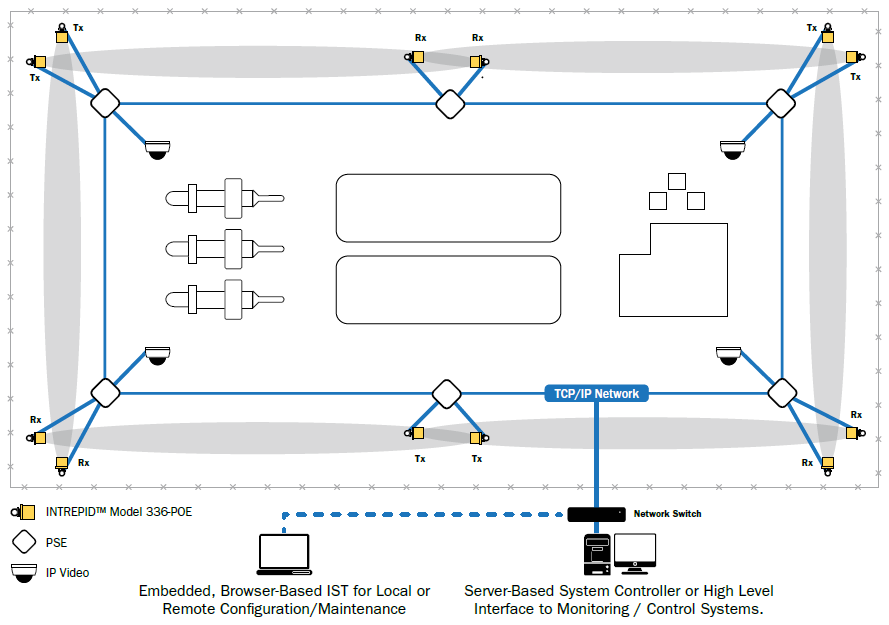 Tx
Rx
Rx
Tx
Tx
Tx
TCP/IP Network
Rx
Rx
Tx
Tx
Rx
Rx
INTREPID™ Model 336-POE
Network Switch
PSE
IP Video
Embedded, Browser-Based IST for Local or
Remote Configuration/Maintenance
Server-Based System Controller or High Level
Interface to Monitoring / Control Systems.